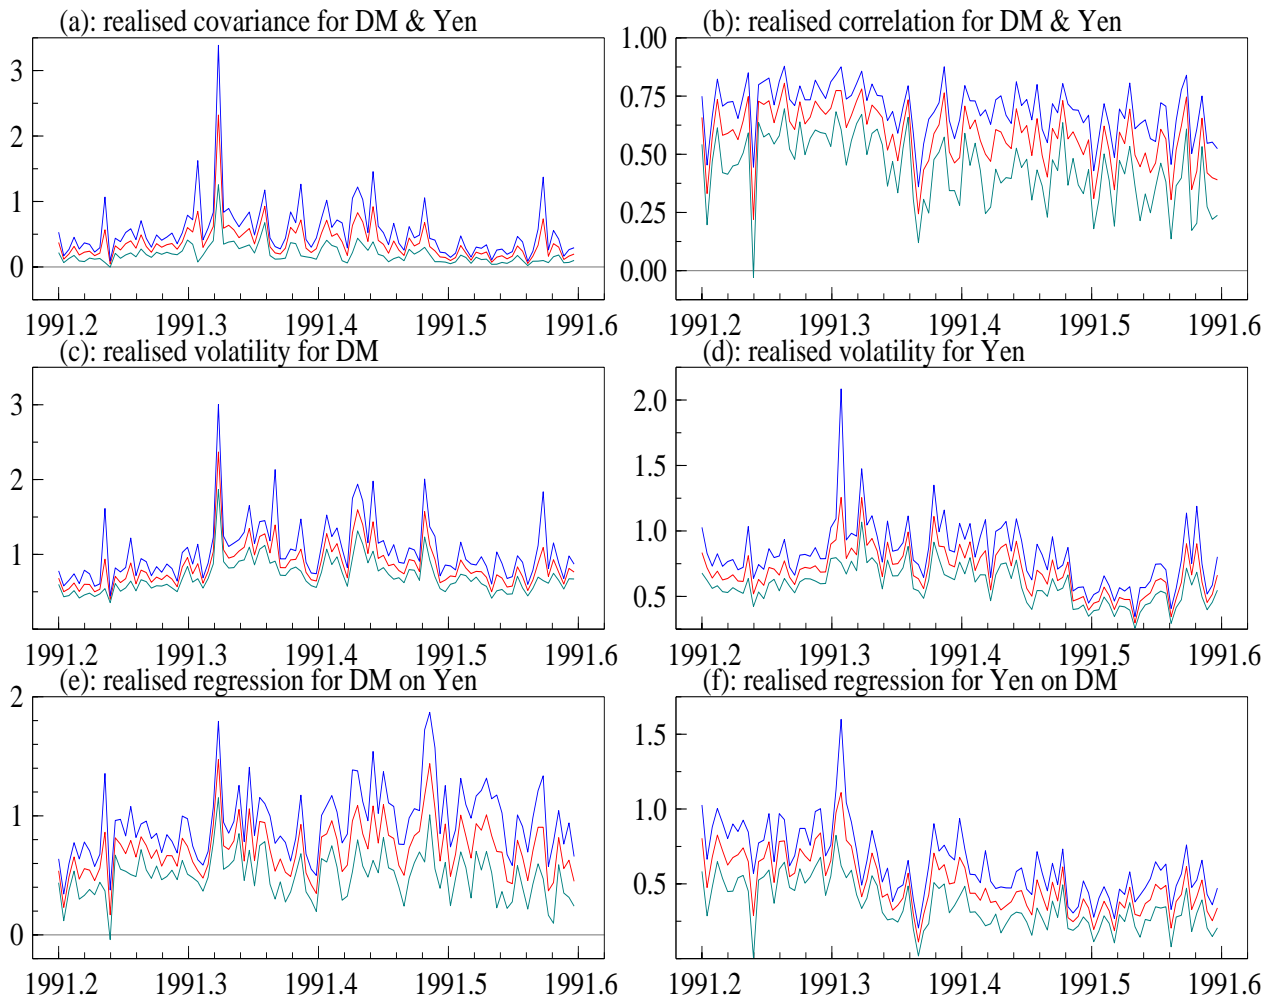 (a): realised covariance for DM & Yen
3
2
1
0
1991.2 1991.3 1991.4 1991.5 1991.6
(b): realised correlation for DM & Yen
1.00
0.75
0.50
0.25
0.00
1991.2 1991.3 1991.4 1991.5 1991.6
(c): realised volatility for DM
3
2
1
1991.2 1991.3 1991.4 1991.5 1991.6
(d): realised volatility for Yen
2.0
1.5
1.0
0.5
1991.2 1991.3 1991.4 1991.5 1991.6
(e): realised regression for DM on Yen
2
1
0
1991.2 1991.3 1991.4 1991.5 1991.6
(f): realised regression for Yen on DM
1.5
1.0
0.5
1991.2 1991.3 1991.4 1991.5 1991.6